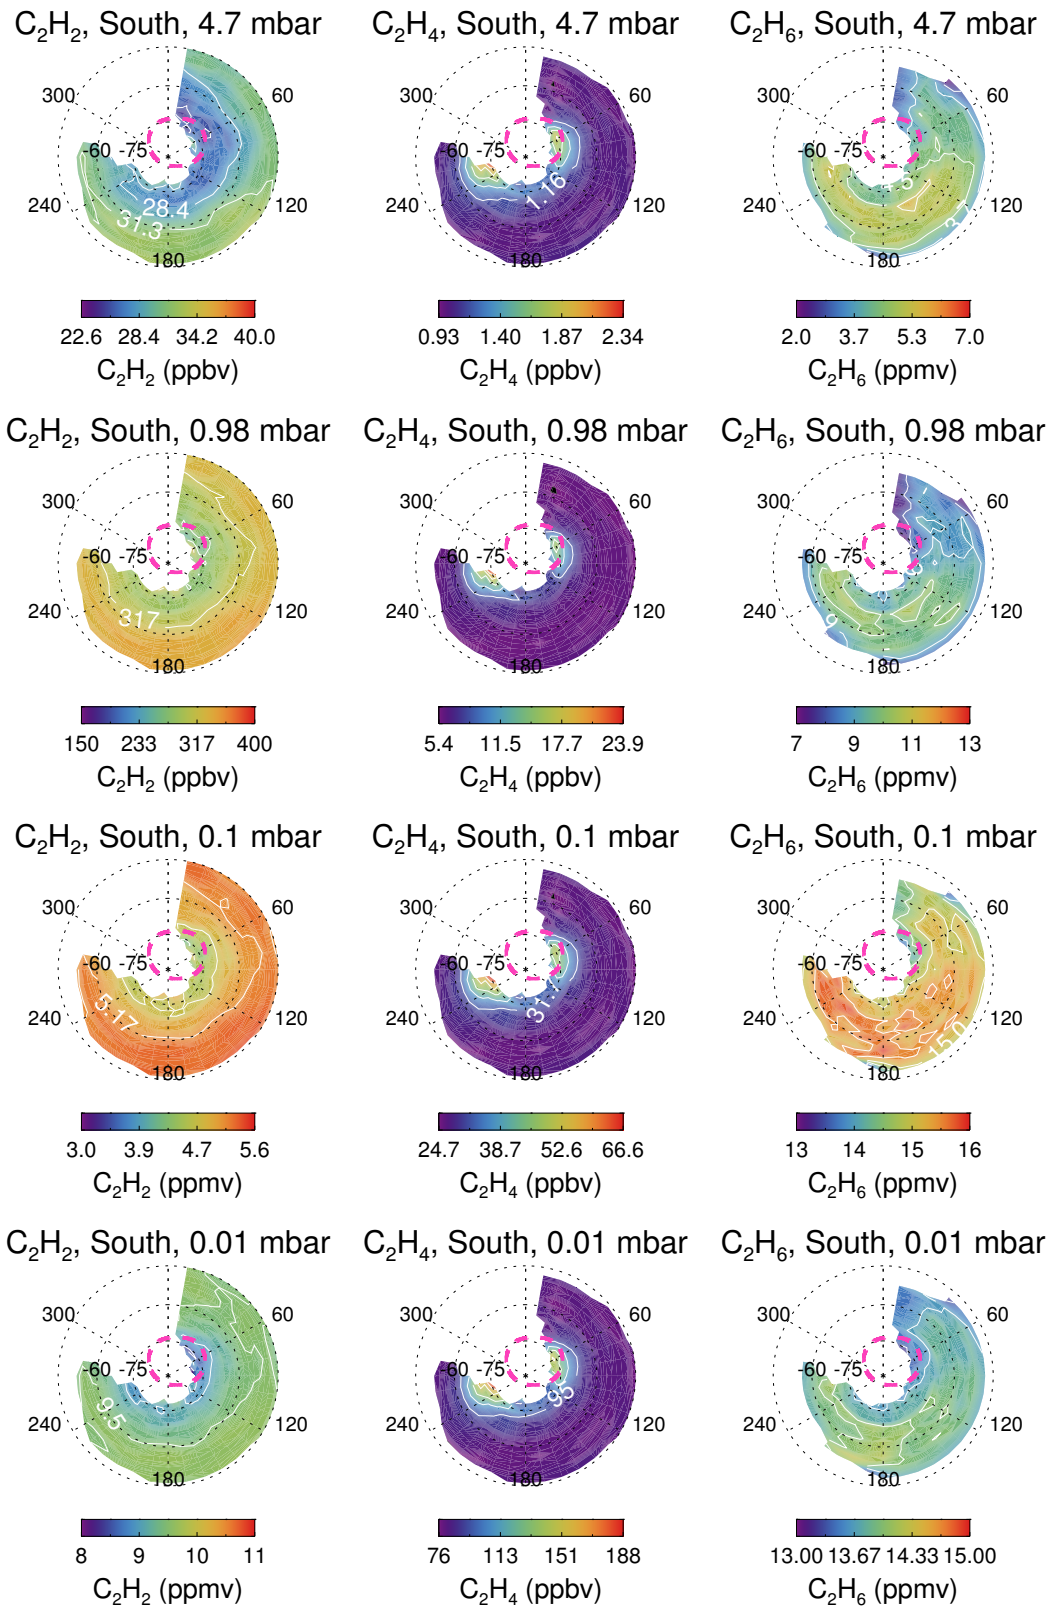 C2H2, South, 4.7 mbar
C2H4, South, 4.7 mbar
C2H6, South, 4.7 mbar
300 60 -60 -75 240 120 28.4 31.3 180
300 60 -60 -75 240 120 1.16 180
300 60 -60 -75 240 120 3.1 180
22.6 28.4 34.2 40.0
C2H2 (ppbv)
0.93 1.40 1.87 2.34
C2H4 (ppbv)
2.0 3.7 5.3 7.0
C2H6 (ppmv)
C2H2, South, 0.98 mbar
C2H4, South, 0.98 mbar
C2H6, South, 0.98 mbar
300 60 -60 -75 240 120 317 180
300 60 -60 -75 240 120 180
300 60 -60 -75 240 120 9 180
150 233 317 400
C2H2 (ppbv)
5.4 11.5 17.7 23.9
C2H4 (ppbv)
7 9 11 13
C2H6 (ppmv)
C2H2, South, 0.1 mbar
C2H4, South, 0.1 mbar
C2H6, South, 0.1 mbar
300 60 -60 -75 240 120 5.17 180
300 60 -60 -75 240 120 31.7 180
300 60 -60 -75 240 120 15.0 180
3.0 3.9 4.7 5.6
C2H2 (ppmv)
24.7 38.7 52.6 66.6
C2H4 (ppbv)
13 14 15 16
C2H6 (ppmv)
C2H2, South, 0.01 mbar
C2H4, South, 0.01 mbar
C2H6, South, 0.01 mbar
300 60 -60 -75 240 120 9.5 180
300 60 -60 -75 240 120 95 180
300 60 -60 -75 240 120 180
8 9 10 11
C2H2 (ppmv)
76 113 151 188
C2H4 (ppbv)
13.00 13.67 14.33 15.00
C2H6 (ppmv)